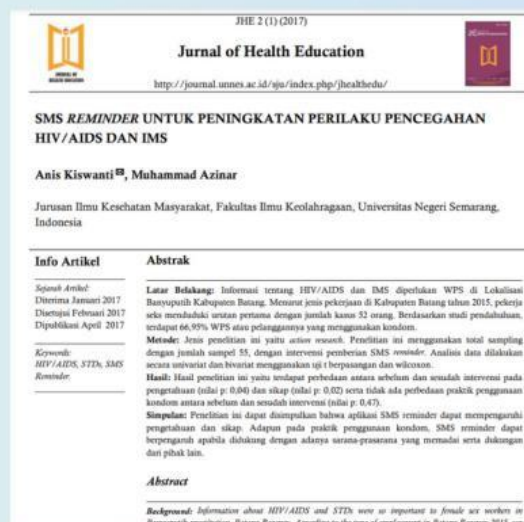 JHE 2 (1) (2017)
Jurnal of Health Education
http://journal.unnes.ac.id/sju/index.php/jhealthedu/
JURNAL OF
HEALTH EDUCATION
SMS REMINDER UNTUK PENINGKATAN PERILAKU PENCEGAHAN
HIV/AIDS DAN IMS
Anis Kiswanti, Muhammad Azinar
Jurusan Ilmu Kesehatan Masyarakat, Fakultas Ilmu Keolahragaan, Universitas Negeri Semarang,
Indonesia
Info Artikel
Sejarah Artikel:
Diterima Januari 2017
Disetujui Februari 2017
Dipublikasi April 2017
Keywords:
HIV/AIDS, STDs, SMS
Reminder.
Abstrak
Latar Belakang: Informasi tentang HIV/AIDS dan IMS diperlukan WPS di Lokalisasi
Banyuputih Kabupaten Batang. Menurut jenis pekerjaan di Kabupaten Batang tahun 2015, pekerja
seks menduduki urutan pertama dengan jumlah kasus 52 orang. Berdasarkan studi pendahuluan,
terdapat 66,95% WPS atau pelanggannya yang menggunakan kondom.
Metode: Jenis penelitian ini yaitu action research. Penelitian ini menggunakan total sampling
dengan jumlah sampel 55, dengan intervensi pemberian SMS reminder. Analisis data dilakukan
secara univariat dan bivariat menggunakan uji t berpasangan dan wilcoxon.
Hasil: Hasil penelitian ini yaitu terdapat perbedaan antara sebelum dan sesudah intervensi pada
pengetahuan (nilai p: 0,04) dan sikap (nilai p: 0,02) serta tidak ada perbedaan praktik penggunaan
kondom antara sebelum dan sesudah intervensi (nilai p: 0,47).
Simpulan: Penelitian ini dapat disimpulkan bahwa aplikasi SMS reminder dapat mempengaruhi
pengetahuan dan sikap. Adapun pada praktik penggunaan kondom, SMS reminder dapat
berpengaruh apabila didukung dengan adanya sarana-prasarana yang memadai serta dukungan
dari pihak lain.
Abstract
Background: Information about HIV/AIDS and STDs were so important to female sex workers in